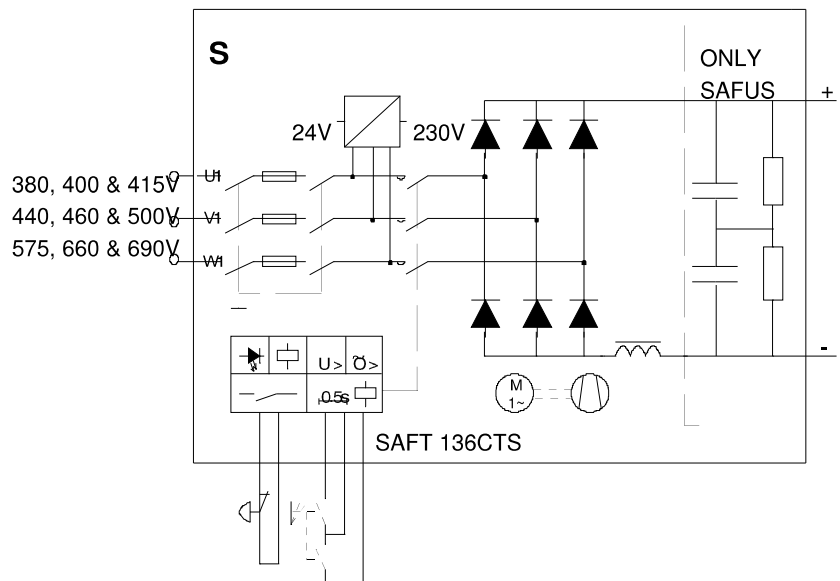 S
ONLY
SAFUS
+
24V
230V
U1
380, 400 & 415V
V1
440, 460 & 500V
W1
575, 660 & 690V
U>
O>
0.5s
M
1~
-
SAFT 136CTS